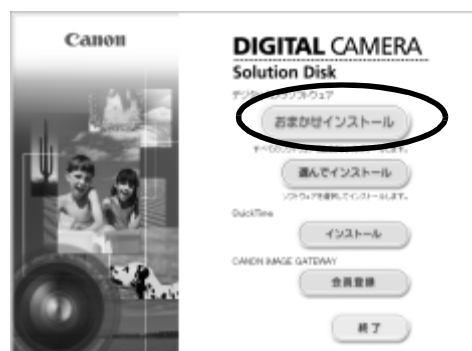 Canon
DIGITAL CAMERA
Solution Disk
おまかせインストール
選んでインストール
ソフトウェアを選択してインストールします。
QuickTime
インストール
CANON IMAGE GATEWAY
会員登録
終了